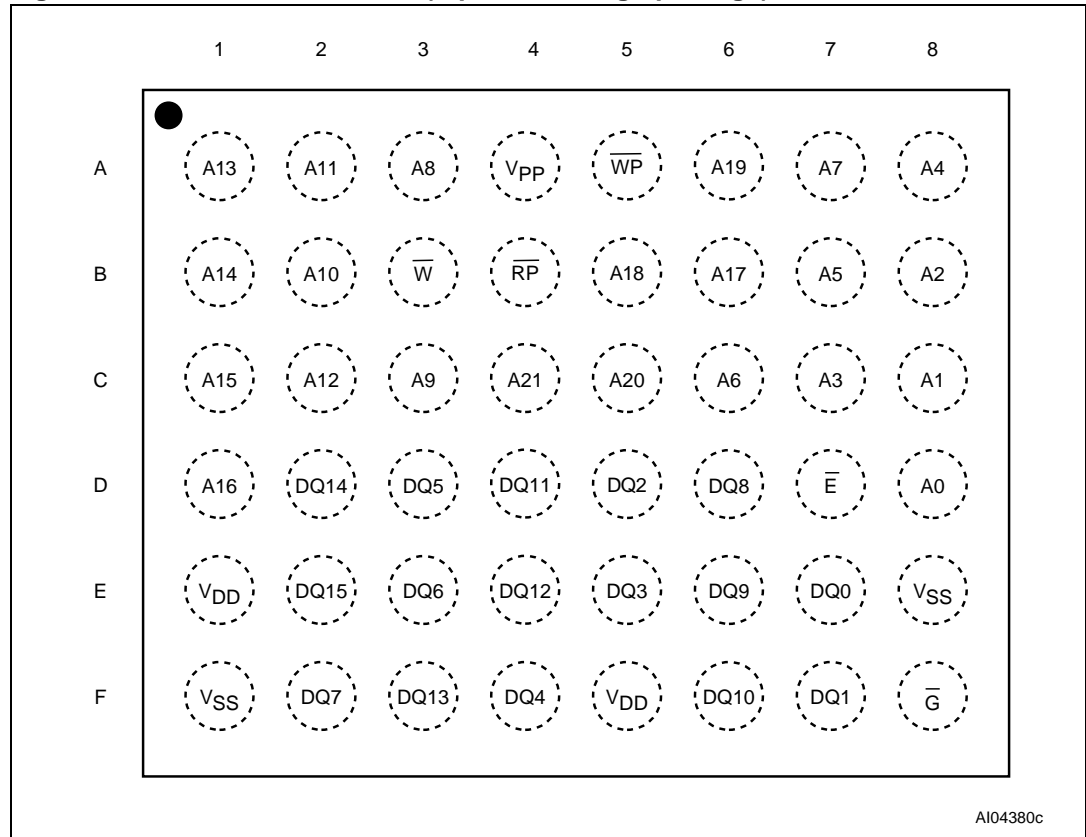 1 2 3 4 5 6 7 8
A A13 A11 A8 VPP W̅P̅ A19 A7 A4
B A14 A10 W̅ R̅P̅ A18 A17 A5 A2
C A15 A12 A9 A21 A20 A6 A3 A1
D A16 DQ14 DQ5 DQ11 DQ2 DQ8 E̅ A0
E VDD DQ15 DQ6 DQ12 DQ3 DQ9 DQ0 VSS
F VSS DQ7 DQ13 DQ4 VDD DQ10 DQ1 G̅
AI04380c